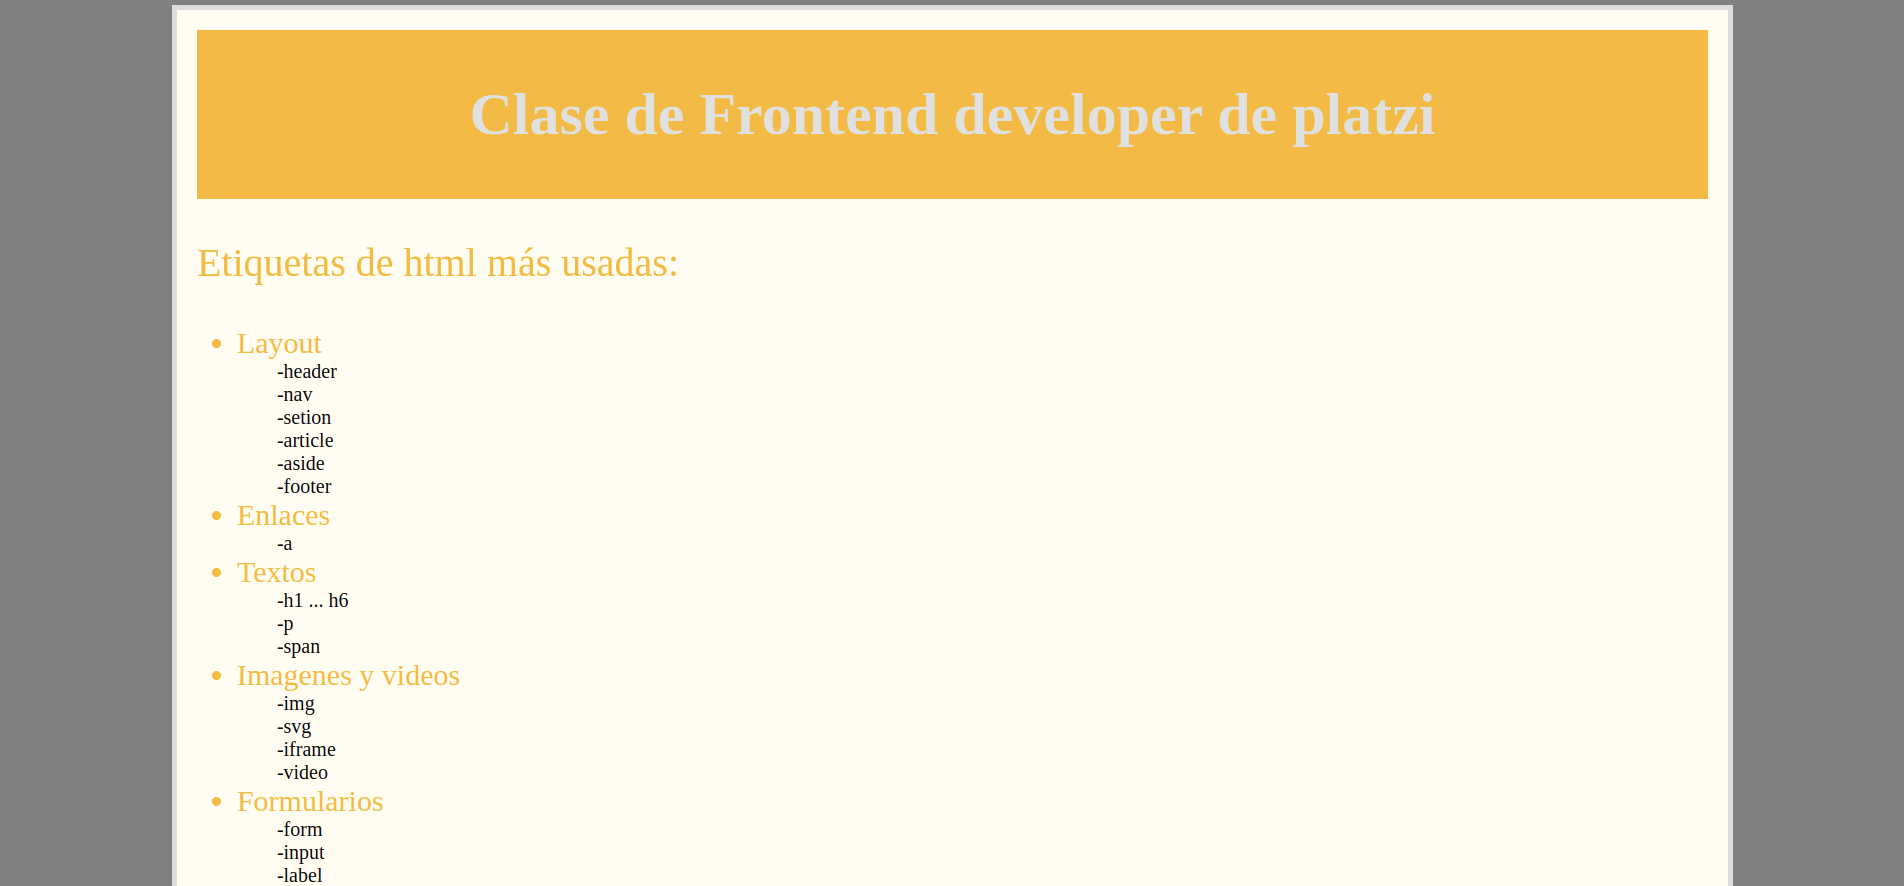 Clase de Frontend developer de platzi
Etiquetas de html más usadas:
Layout
-header
-nav
-setion
-article
-aside
-footer
Enlaces
-a
Textos
-h1 ... h6
-p
-span
Imagenes y videos
-img
-svg
-iframe
-video
Formularios
-form
-input
-label